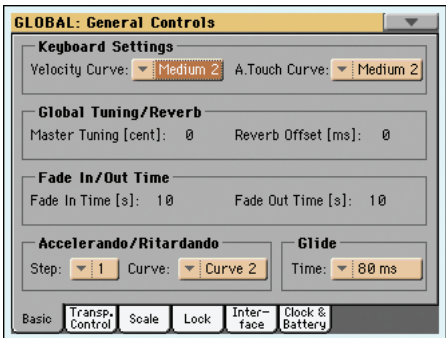 GLOBAL: General Controls
Keyboard Settings
Velocity Curve: Medium 2 A.Touch Curve: Medium 2
Global Tuning/Reverb
Master Tuning [cent]: 0 Reverb Offset [ms]: 0
Fade In/Out Time
Fade In Time [s]: 10 Fade Out Time [s]: 10
Accelerando/Ritardando Glide
Step: 1 Curve: Curve 2 Time: 80 ms
Basic Transp. Control Scale Lock Inter-face Clock & Battery